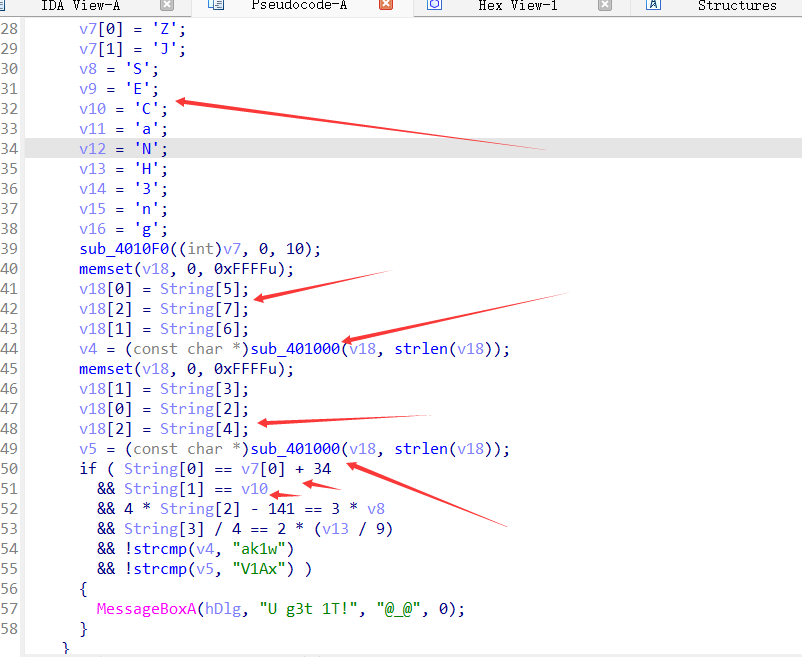 IDA View-A Pseudocode-A Hex View-1 Structures
28 v7[0] = 'Z';
29 v7[1] = 'J';
30 v8 = 'S';
31 v9 = 'E';
32 v10 = 'C';
33 v11 = 'a';
34 v12 = 'N';
35 v13 = 'H';
36 v14 = '3';
37 v15 = 'n';
38 v16 = 'g';
39 sub_4010F0((int)v7, 0, 10);
40 memset(v18, 0, 0xFFFFu);
41 v18[0] = String[5];
42 v18[2] = String[7];
43 v18[1] = String[6];
44 v4 = (const char *)sub_401000(v18, strlen(v18));
45 memset(v18, 0, 0xFFFFu);
46 v18[1] = String[3];
47 v18[0] = String[2];
48 v18[2] = String[4];
49 v5 = (const char *)sub_401000(v18, strlen(v18));
50 if ( String[0] == v7[0] + 34
51 && String[1] == v10
52 && 4 * String[2] - 141 == 3 * v8
53 && String[3] / 4 == 2 * (v13 / 9)
54 && !strcmp(v4, "ak1w")
55 && !strcmp(v5, "V1Ax") )
56 {
57 MessageBoxA(hDlg, "U g3t 1T!", "@_@", 0);
58 }
}